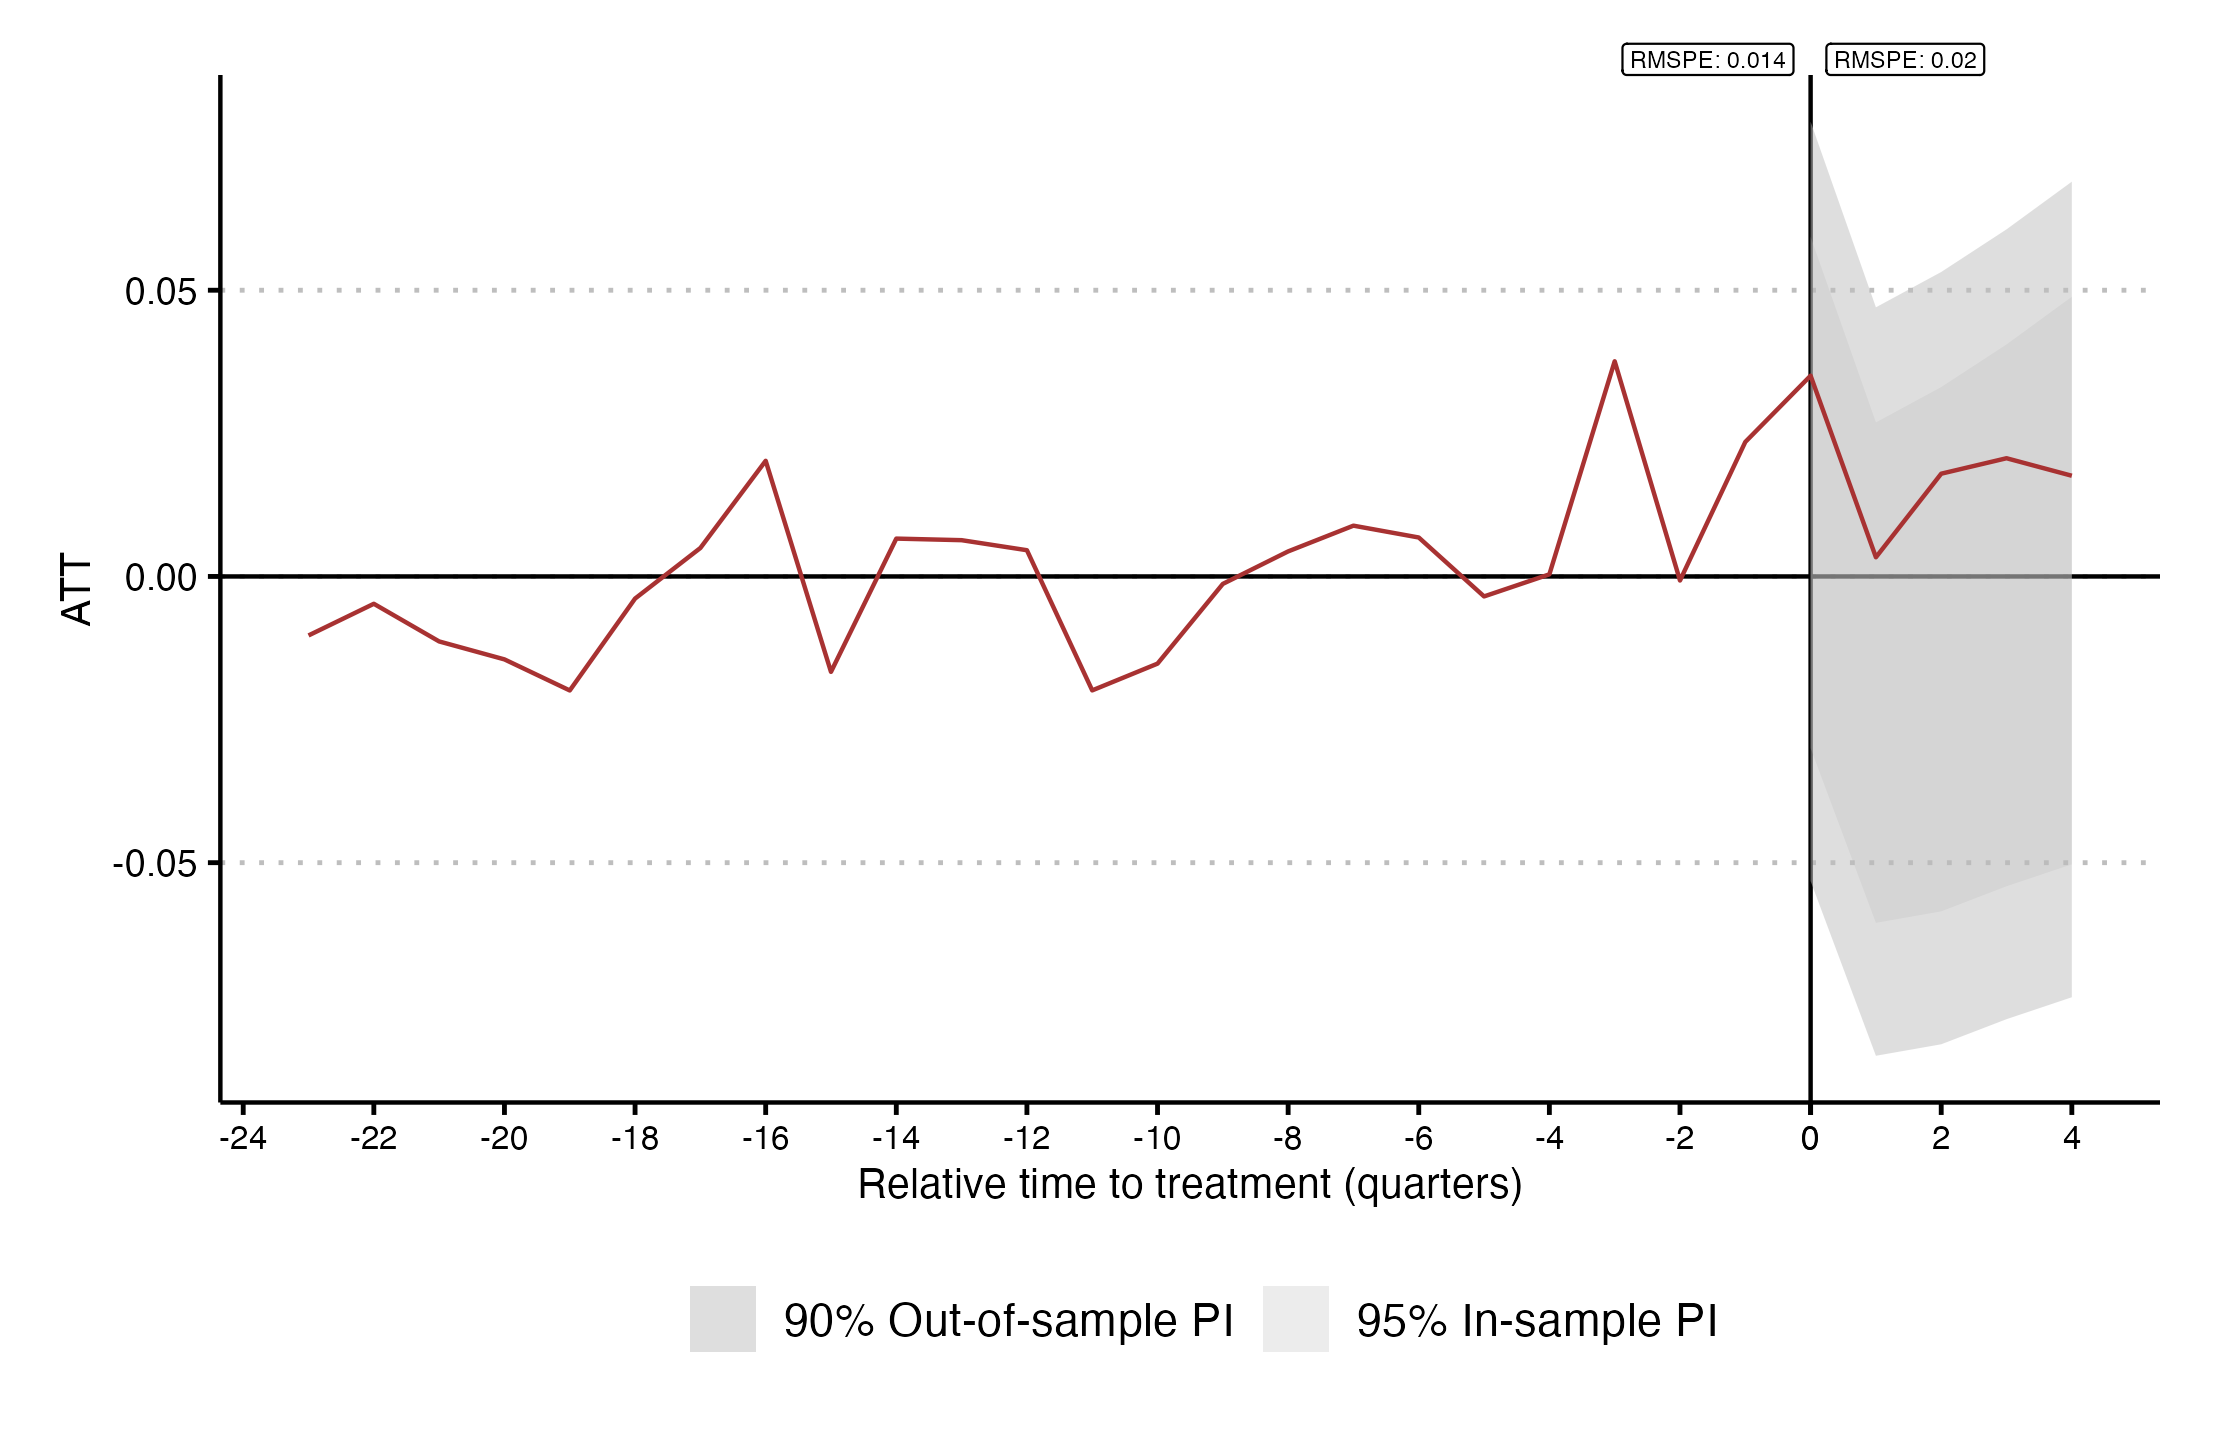 RMSPE: 0.014 RMSPE: 0.02
0.05
0.00
-0.05
ATT
-24 -22 -20 -18 -16 -14 -12 -10 -8 -6 -4 -2 0 2 4
Relative time to treatment (quarters)
90% Out-of-sample PI 95% In-sample PI